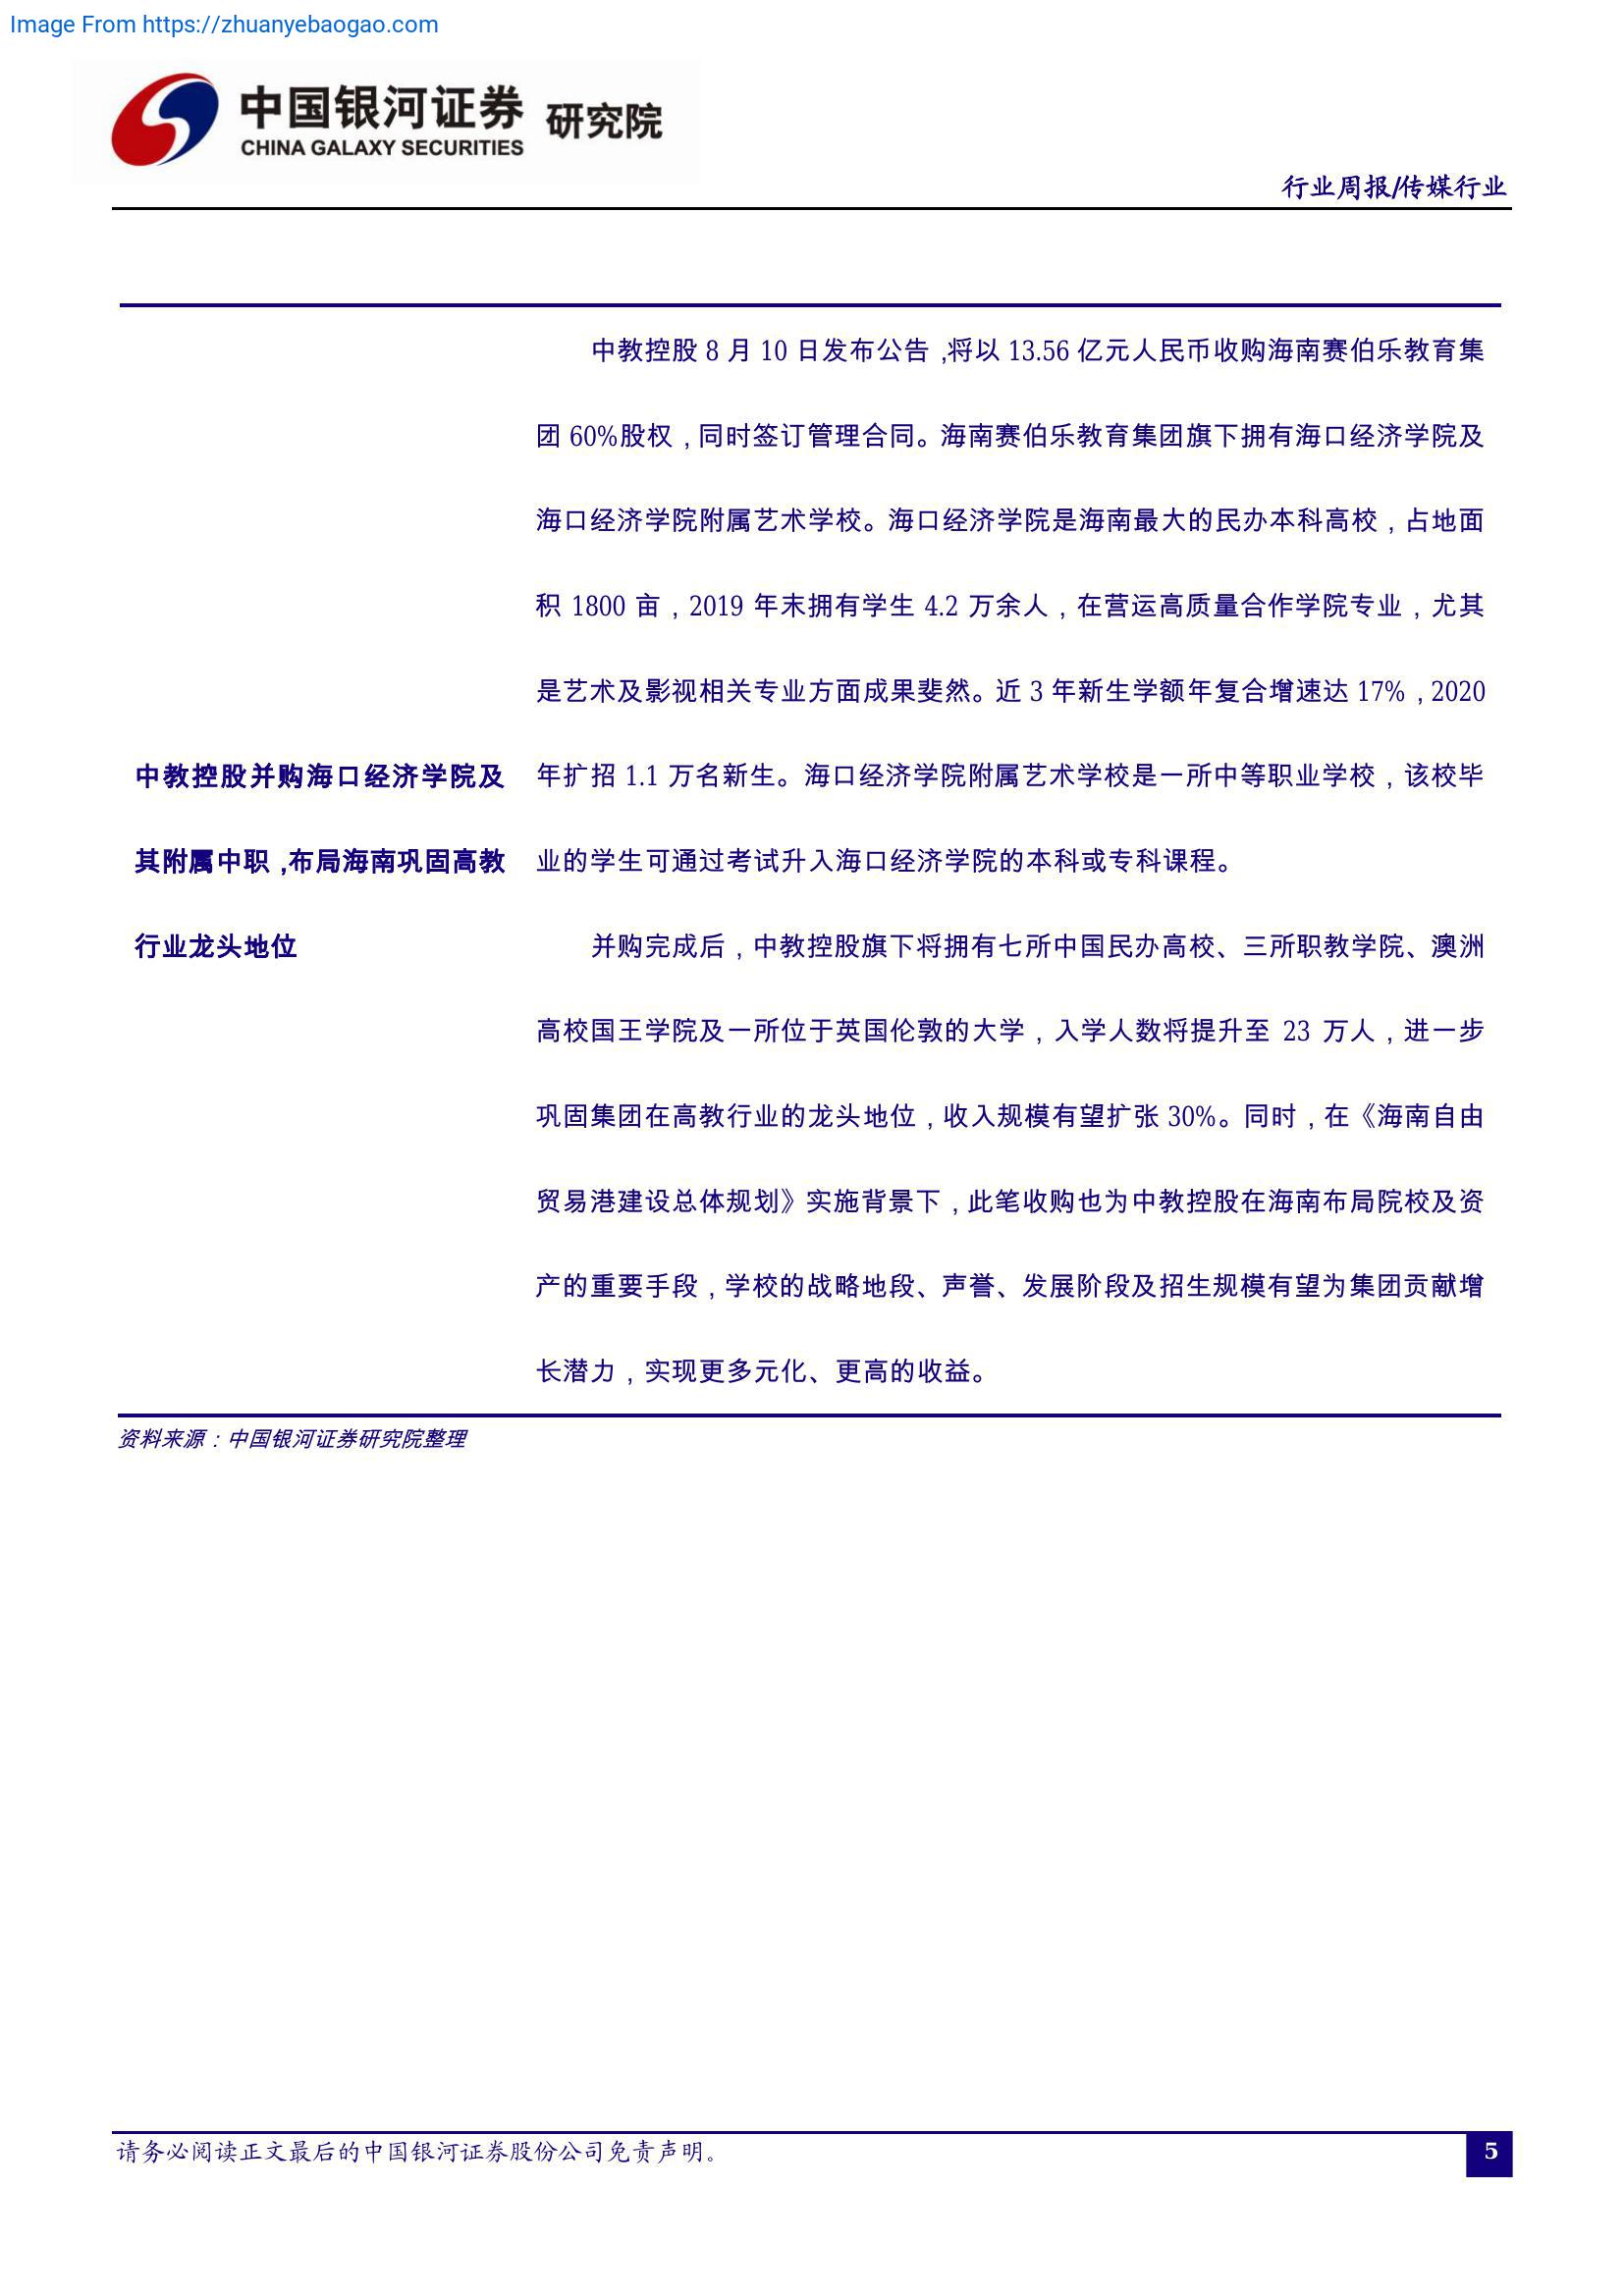 Image From https://zhuanyebaogao.com
中国银河证券 研究院
CHINA GALAXY SECURITIES
行业周报/传媒行业
中教控股并购海口经济学院及
其附属中职,布局海南巩固高教
行业龙头地位
中教控股 8 月 10 日发布公告,将以 13.56 亿元人民币收购海南赛伯乐教育集
团 60%股权,同时签订管理合同。海南赛伯乐教育集团旗下拥有海口经济学院及
海口经济学院附属艺术学校。海口经济学院是海南最大的民办本科高校,占地面
积 1800 亩,2019 年末拥有学生 4.2 万余人,在营运高质量合作学院专业,尤其
是艺术及影视相关专业方面成果斐然。近 3 年新生学额年复合增速达 17%,2020
年扩招 1.1 万名新生。海口经济学院附属艺术学校是一所中等职业学校,该校毕
业的学生可通过考试升入海口经济学院的本科或专科课程。
并购完成后,中教控股旗下将拥有七所中国民办高校、三所职教学院、澳洲
高校国王学院及一所位于英国伦敦的大学,入学人数将提升至 23 万人,进一步
巩固集团在高教行业的龙头地位,收入规模有望扩张 30%。同时,在《海南自由
贸易港建设总体规划》实施背景下,此笔收购也为中教控股在海南布局院校及资
产的重要手段,学校的战略地段、声誉、发展阶段及招生规模有望为集团贡献增
长潜力,实现更多元化、更高的收益。
资料来源:中国银河证券研究院整理
请务必阅读正文最后的中国银河证券股份公司免责声明。
5